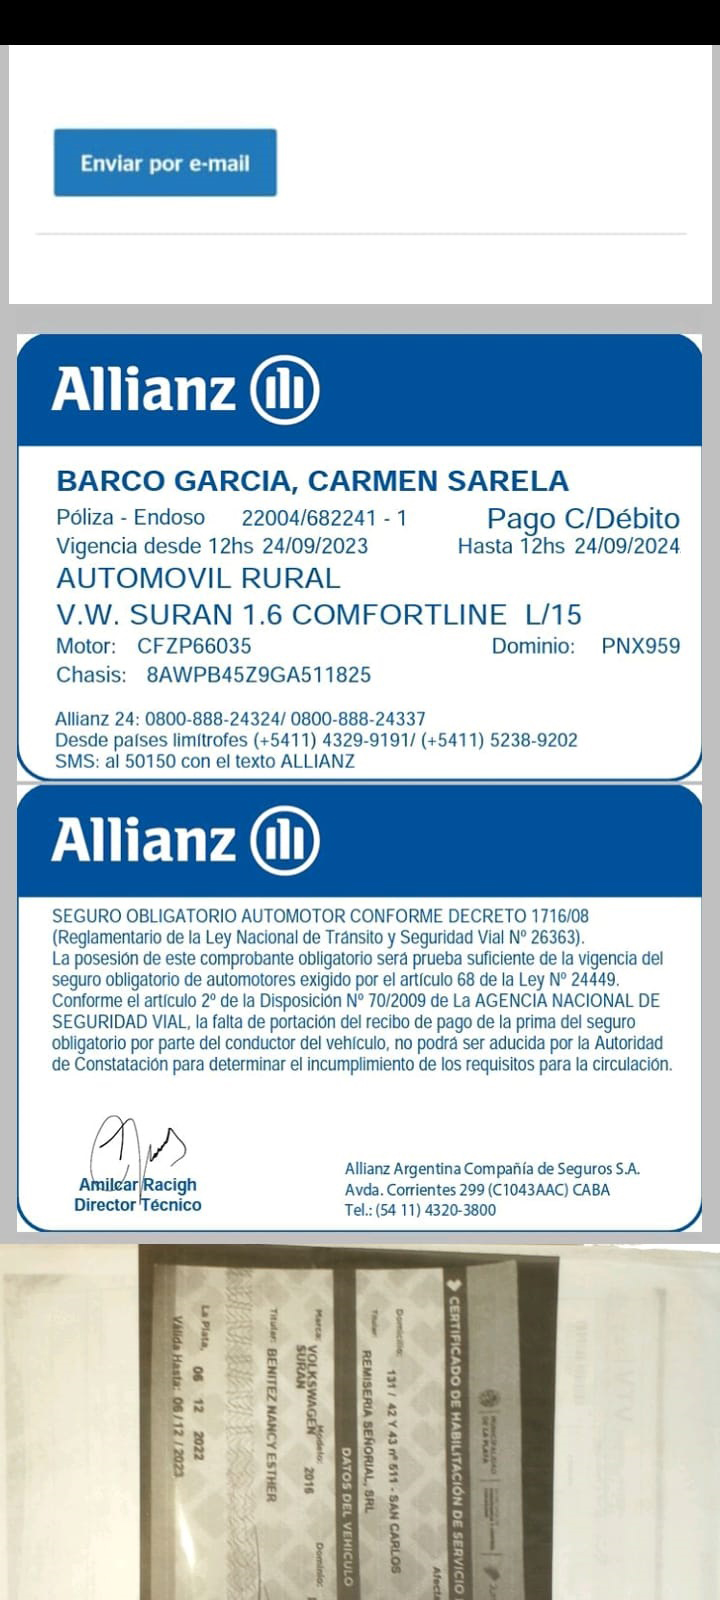 Enviar por e-mail
Allianz
BARCO GARCIA, CARMEN SARELA
Póliza - Endoso 22004/682241 - 1 Pago C/Débito
Vigencia desde 12hs 24/09/2023 Hasta 12hs 24/09/2024
AUTOMOVIL RURAL
V.W. SURAN 1.6 COMFORTLINE L/15
Motor: CFZP66035 Dominio: PNX959
Chasis: 8AWPB45Z9GA511825
Allianz 24: 0800-888-24324/ 0800-888-24337
Desde países limítrofes (+5411) 4329-9191/ (+5411) 5238-9202
SMS: al 50150 con el texto ALLIANZ
Allianz
SEGURO OBLIGATORIO AUTOMOTOR CONFORME DECRETO 1716/08
(Reglamentario de la Ley Nacional de Tránsito y Seguridad Vial Nº 26363).
La posesión de este comprobante obligatorio será prueba suficiente de la vigencia del
seguro obligatorio de automotores exigido por el artículo 68 de la Ley Nº 24449.
Conforme el artículo 2º de la Disposición Nº 70/2009 de La AGENCIA NACIONAL DE
SEGURIDAD VIAL, la falta de portación del recibo de pago de la prima del seguro
obligatorio por parte del conductor del vehículo, no podrá ser aducida por la Autoridad
de Constatación para determinar el incumplimiento de los requisitos para la circulación.
Amilcar Racigh
Director Técnico
Allianz Argentina Compañía de Seguros S.A.
Avda. Corrientes 299 (C1043AAC) CABA
Tel.: (54 11) 4320-3800
MUNICIPALIDAD
DE LA PLATA
CERTIFICADO DE HABILITACIÓN DE SERVICIO
Afecta
Domicilio: 131 / 42 Y 43 nº 511 - SAN CARLOS
Titular: REMISERIA SEÑORIAL, SRL
DATOS DEL VEHICULO
Marca: VOLKSWAGEN Modelo: 2016 Dominio:
SURAN
Titular: BENITEZ NANCY ESTHER
La Plata, 06 12 2022
Válida Hasta: 06 / 12 / 2023